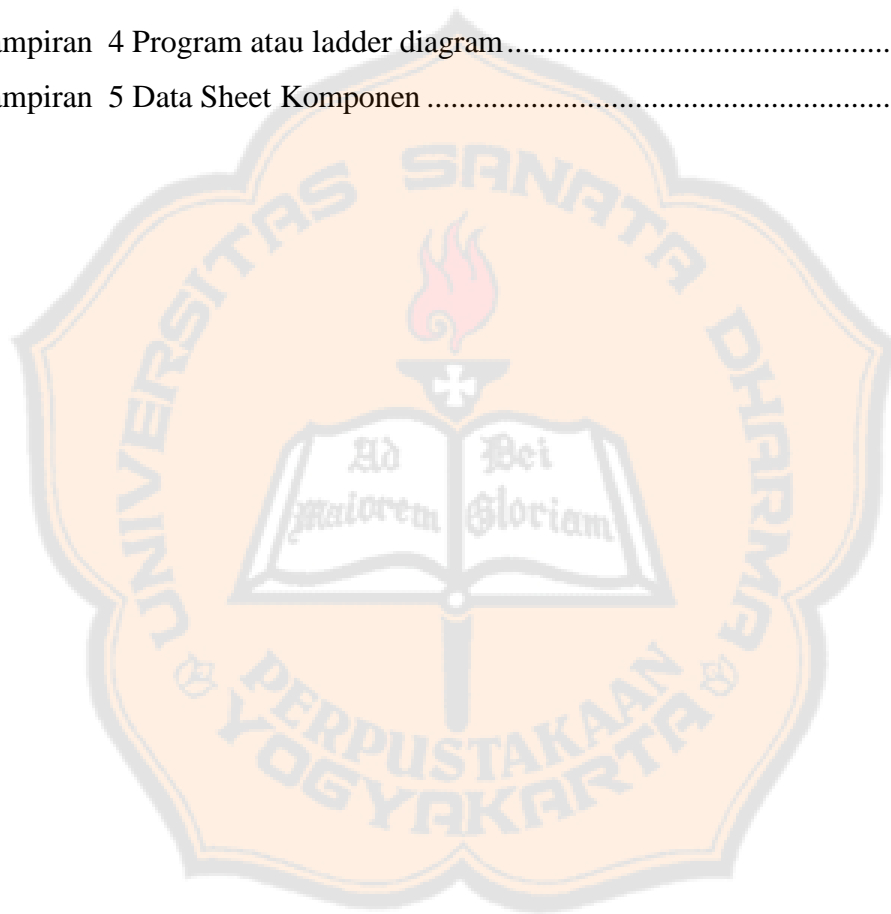 ampiran  4 Program atau ladder diagram................................................
ampiran  5 Data Sheet Komponen ..........................................................
UNIVERSITAS SANATA DHARMA
Ad Dei
maiorem Gloriam
PERPUSTAKAAN
YOGYAKARTA